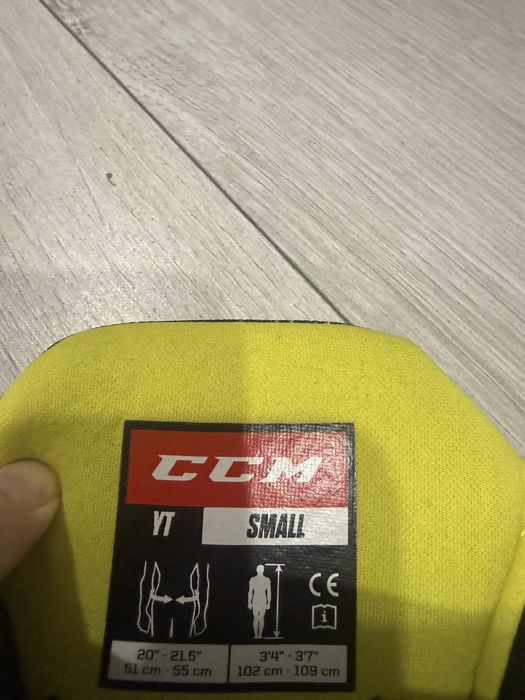 CCM
YT SMALL
CE
i
20" - 21.5" 3'4" - 3'7"
51 cm - 55 cm 102 cm - 109 cm